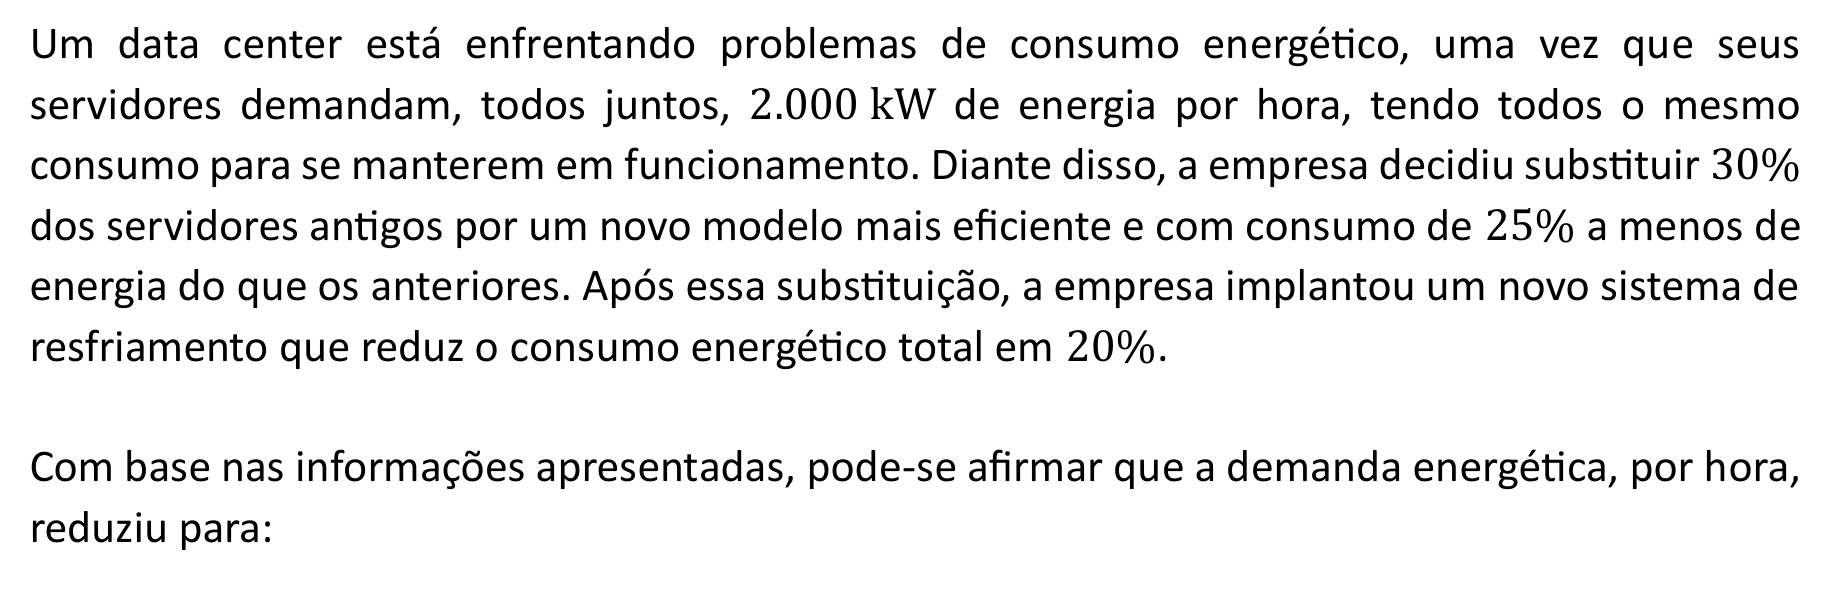 Um data center está enfrentando problemas de consumo energético, uma vez que seus
servidores demandam, todos juntos, 2.000 kW de energia por hora, tendo todos o mesmo
consumo para se manterem em funcionamento. Diante disso, a empresa decidiu substituir 30%
dos servidores antigos por um novo modelo mais eficiente e com consumo de 25% a menos de
energia do que os anteriores. Após essa substituição, a empresa implantou um novo sistema de
resfriamento que reduz o consumo energético total em 20%.
Com base nas informações apresentadas, pode-se afirmar que a demanda energética, por hora,
reduziu para: